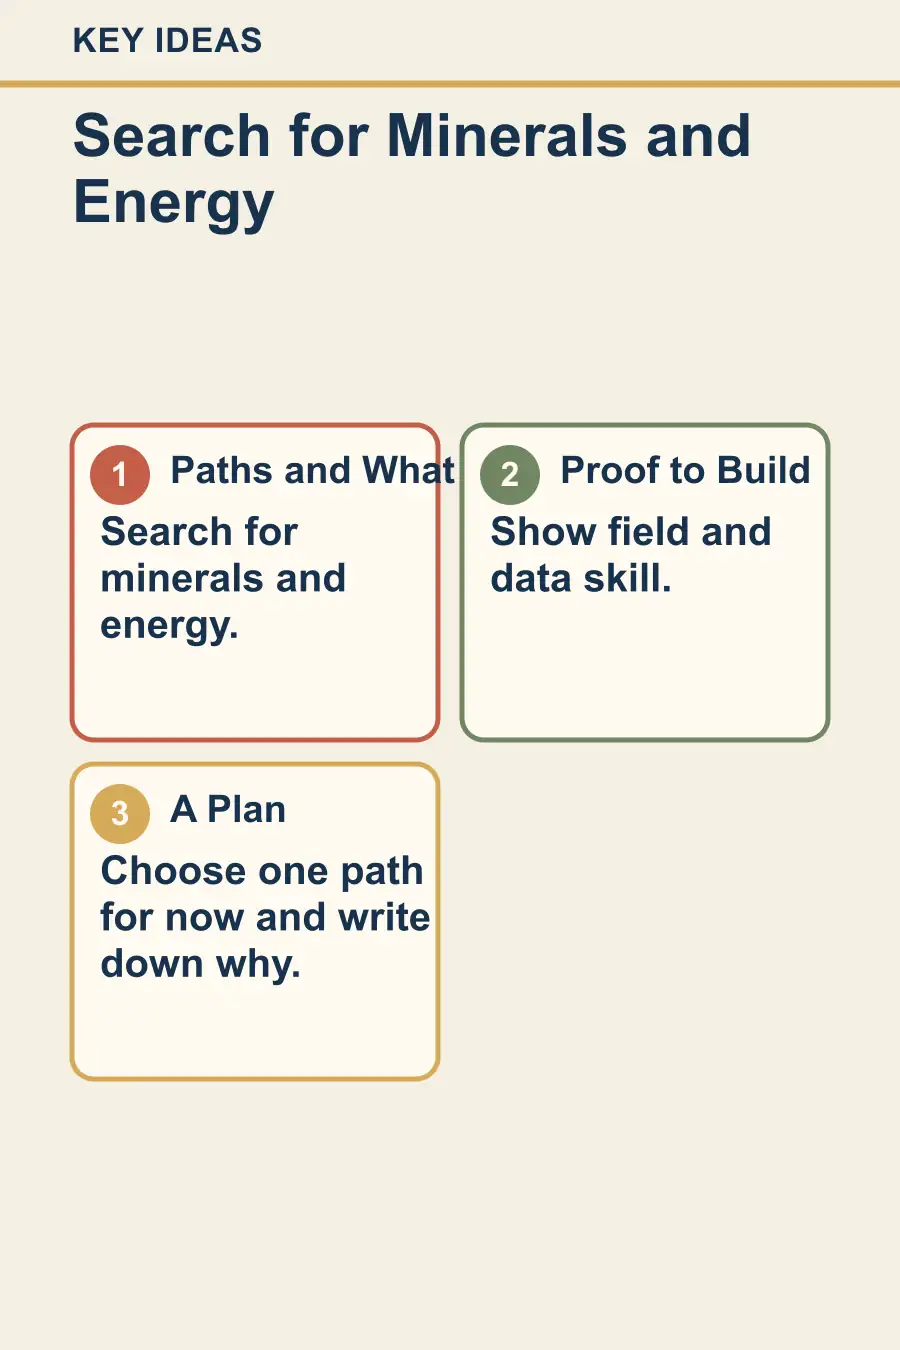 KEY IDEAS
Search for Minerals and
Energy
1
Paths and What
Search for
minerals and
energy.
2
Proof to Build
Show field and
data skill.
3
A Plan
Choose one path
for now and write
down why.